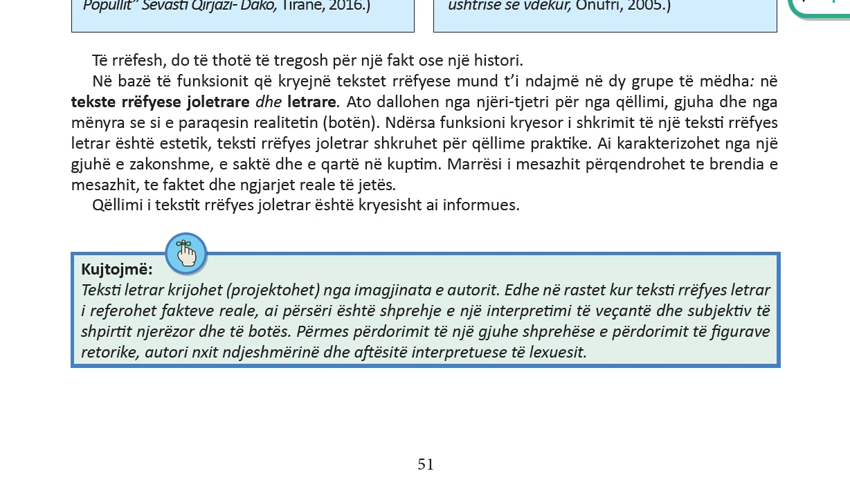 Popullit” Sevasti Qirjazi- Dako, Tiranë, 2016.)
ushtrisë së vdekur, Onufri, 2005.)
Të rrëfesh, do të thotë të tregosh për një fakt ose një histori.
Në bazë të funksionit që kryejnë tekstet rrëfyese mund t’i ndajmë në dy grupe të mëdha: në
tekste rrëfyese joletrare dhe letrare. Ato dallohen nga njëri-tjetri për nga qëllimi, gjuha dhe nga
mënyra se si e paraqesin realitetin (botën). Ndërsa funksioni kryesor i shkrimit të një teksti rrëfyes
letrar është estetik, teksti rrëfyes joletrar shkruhet për qëllime praktike. Ai karakterizohet nga një
gjuhë e zakonshme, e saktë dhe e qartë në kuptim. Marrësi i mesazhit përqendrohet te brendia e
mesazhit, te faktet dhe ngjarjet reale të jetës.
Qëllimi i tekstit rrëfyes joletrar është kryesisht ai informues.
Kujtojmë:
Teksti letrar krijohet (projektohet) nga imagjinata e autorit. Edhe në rastet kur teksti rrëfyes letrar
i referohet fakteve reale, ai përsëri është shprehje e një interpretimi të veçantë dhe subjektiv të
shpirtit njerëzor dhe të botës. Përmes përdorimit të një gjuhe shprehëse e përdorimit të figurave
retorike, autori nxit ndjeshmërinë dhe aftësitë interpretuese të lexuesit.
51